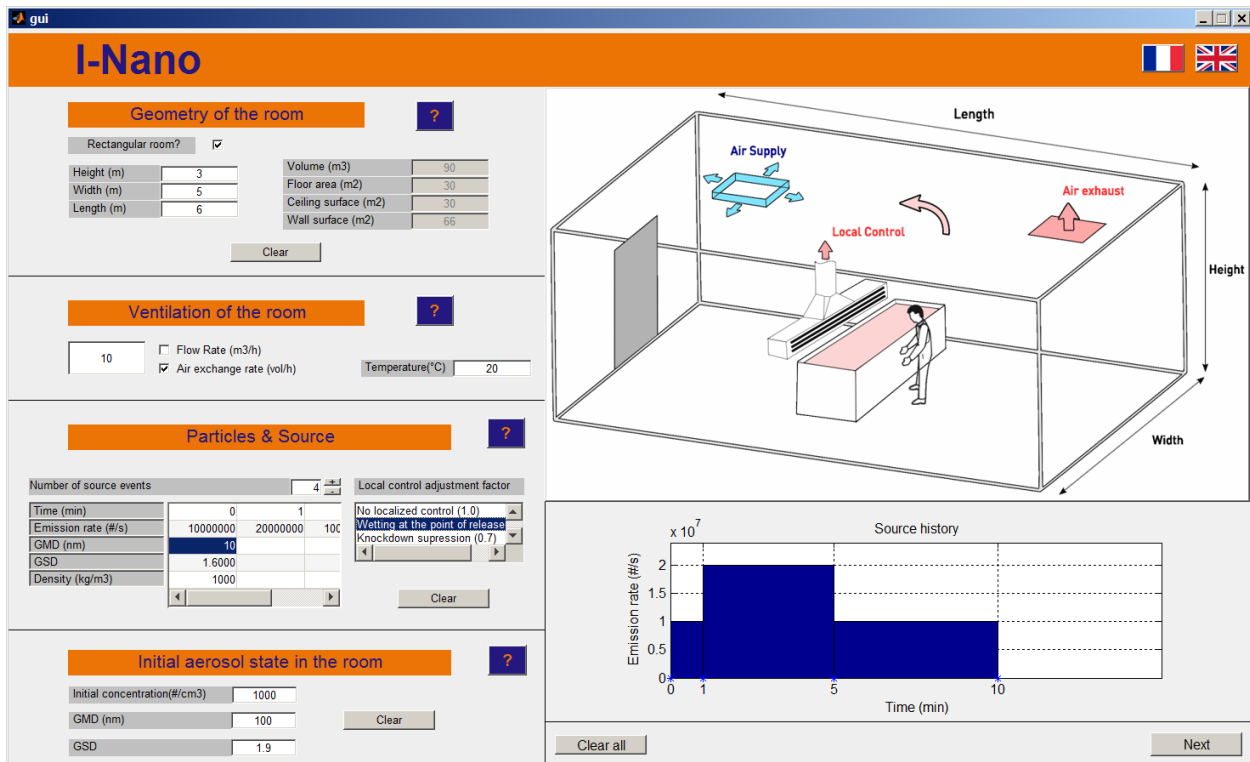 gui
I-Nano
Geometry of the room
?
Rectangular room?
Height (m) 3
Width (m) 5
Length (m) 6
Volume (m3) 90
Floor area (m2) 30
Ceiling surface (m2) 30
Wall surface (m2) 66
Clear
Ventilation of the room
?
10
Flow Rate (m3/h)
Air exchange rate (vol/h)
Temperature(°C) 20
Particles & Source
?
Number of source events 4
Local control adjustment factor
Time (min) 0 1
Emission rate (#/s) 10000000 20000000 100
GMD (nm) 10
GSD 1.6000
Density (kg/m3) 1000
No localized control (1.0)
Wetting at the point of release
Knockdown supression (0.7)
Clear
Initial aerosol state in the room
?
Initial concentration(#/cm3) 1000
GMD (nm) 100
GSD 1.9
Clear
Length
Air Supply
Air exhaust
Local Control
Height
Width
Source history
x 10^7
Emission rate (#/s)
2
1.5
1
0.5
0
0 1 5 10
Time (min)
Clear all
Next